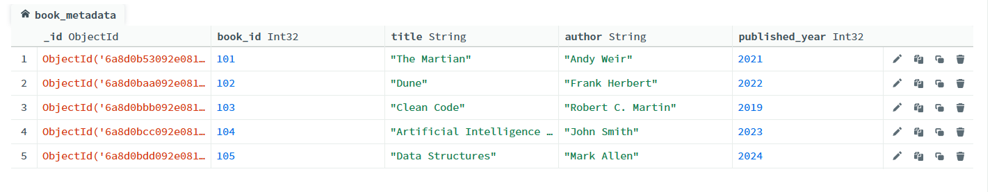 book_metadata
_id ObjectId book_id Int32 title String author String published_year Int32
1 ObjectId('6a8d0b53092e081… 101 "The Martian" "Andy Weir" 2021
2 ObjectId('6a8d0baa092e081… 102 "Dune" "Frank Herbert" 2022
3 ObjectId('6a8d0bbb092e081… 103 "Clean Code" "Robert C. Martin" 2019
4 ObjectId('6a8d0bcc092e081… 104 "Artificial Intelligence … "John Smith" 2023
5 ObjectId('6a8d0bdd092e081… 105 "Data Structures" "Mark Allen" 2024